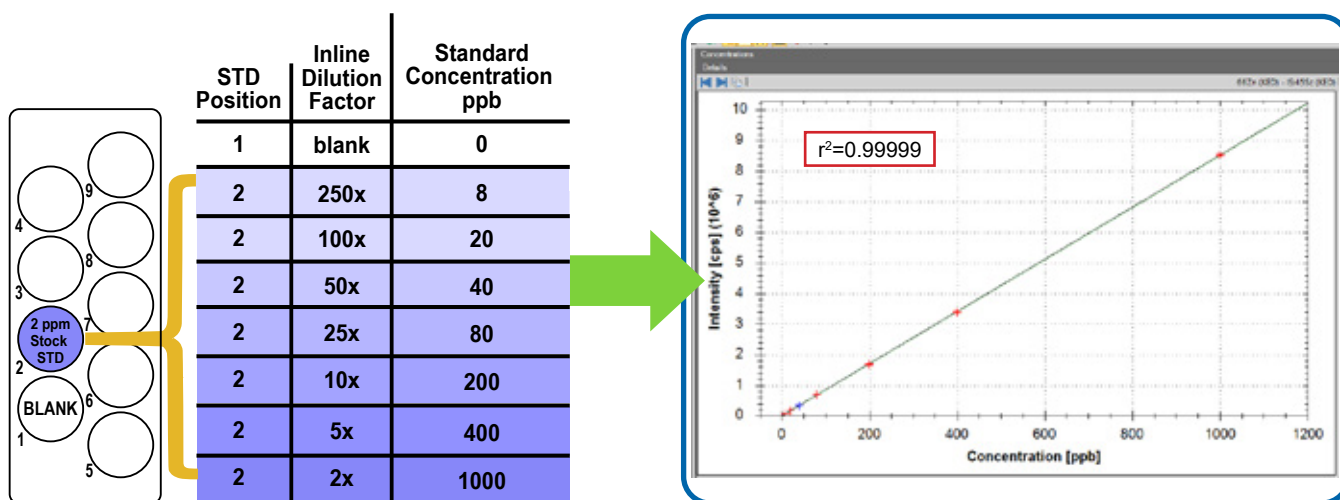 STD Position
Inline Dilution Factor
Standard Concentration ppb
1 blank 0
2 250x 8
2 100x 20
2 50x 40
2 25x 80
2 10x 200
2 5x 400
2 2x 1000
9
4
8
3
7
2 ppm
Stock
STD
2
BLANK
6
1
5
Concentrations
Details
r²=0.99999
Intensity [cps] (10^6)
10
9
8
7
6
5
4
3
2
1
0
0 200 400 600 800 1000 1200
Concentration [ppb]